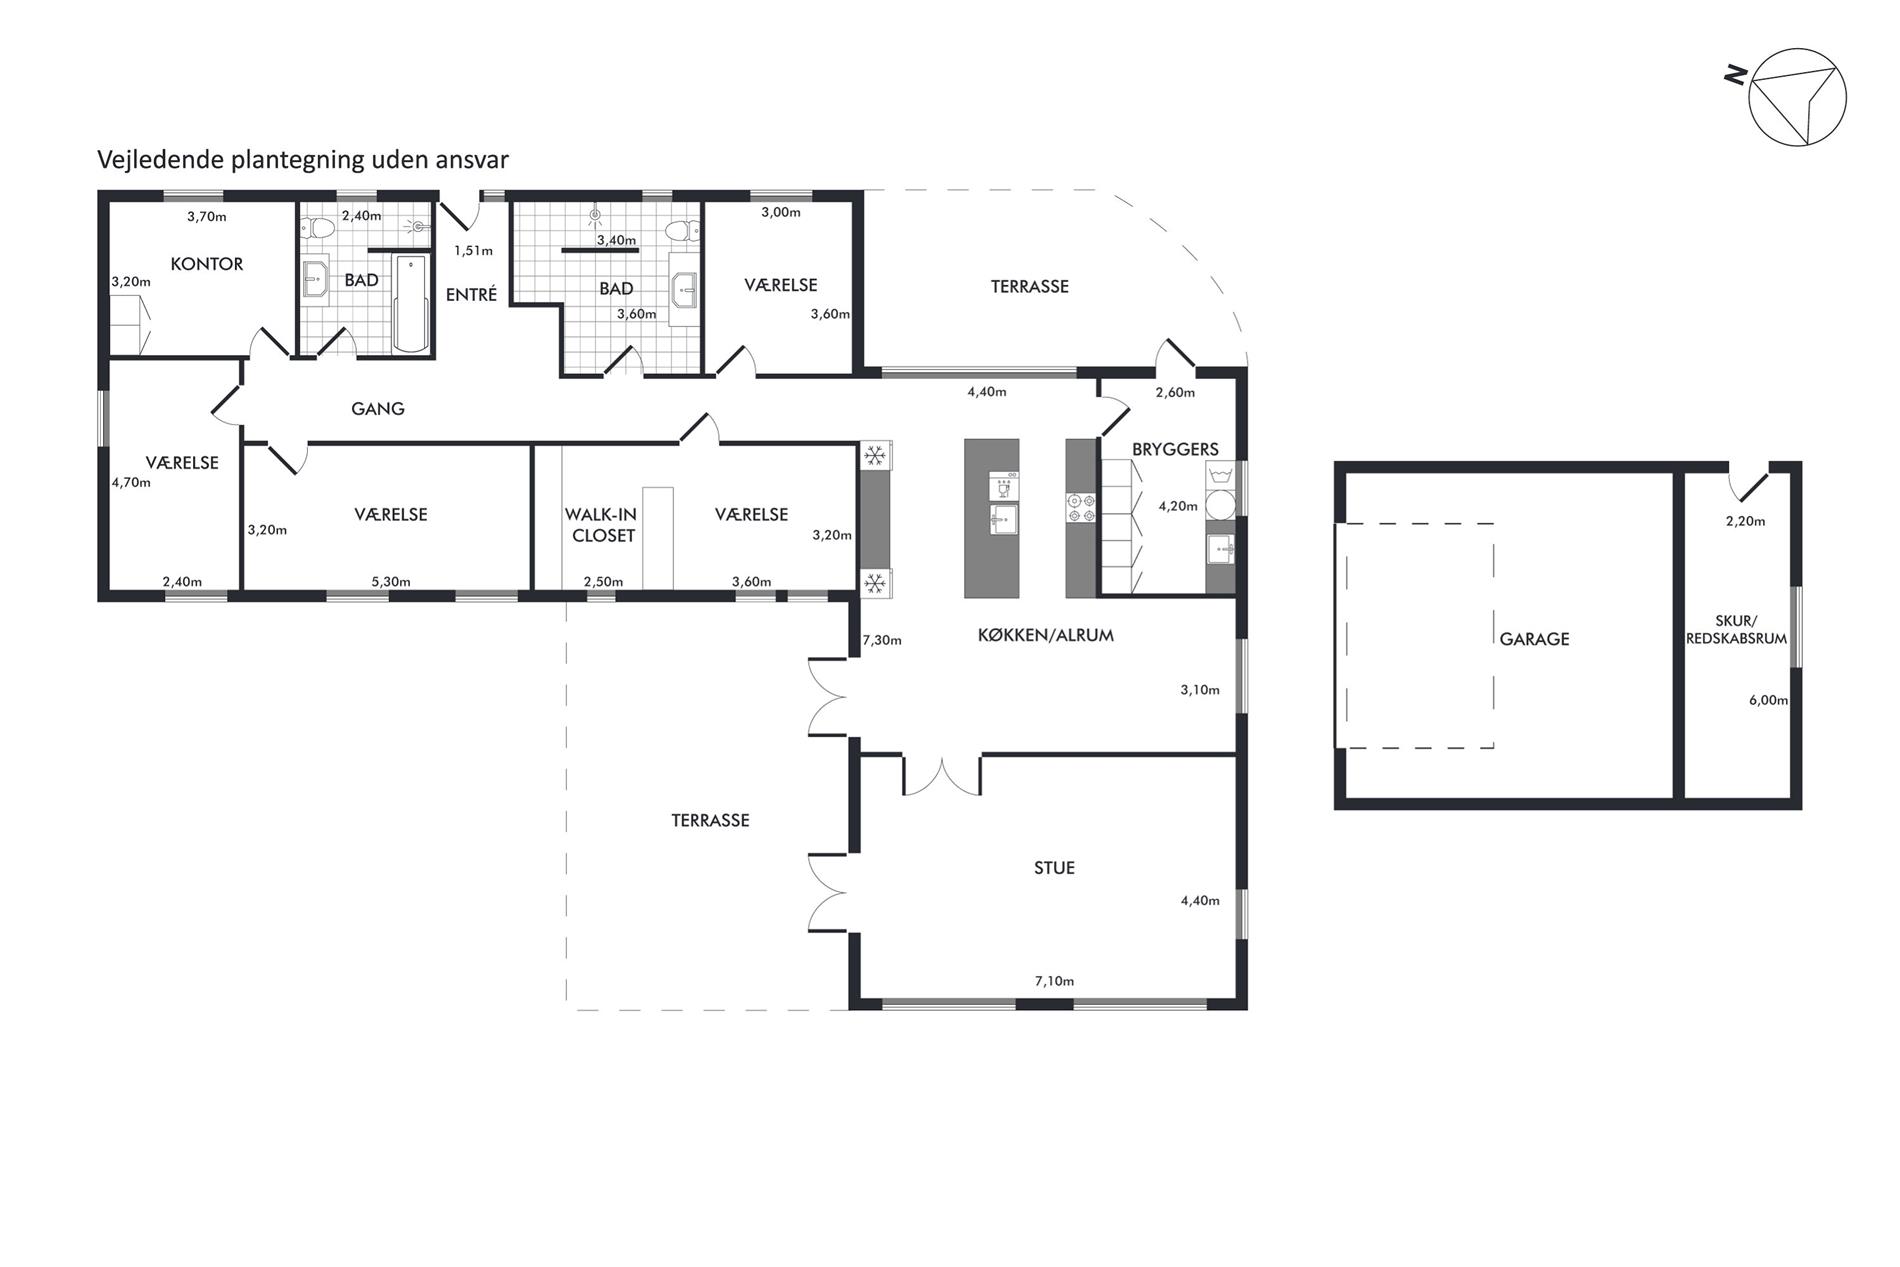 N
Vejledende plantegning uden ansvar
3,70m
2,40m
1,51m
3,40m
3,00m
KONTOR
3,20m
BAD
ENTRÉ
BAD
3,60m
VÆRELSE
3,60m
TERRASSE
GANG
4,40m
2,60m
VÆRELSE
4,70m
2,40m
VÆRELSE
3,20m
5,30m
WALK-IN
CLOSET
2,50m
VÆRELSE
3,20m
3,60m
BRYGGERS
4,20m
7,30m
KØKKEN/ALRUM
3,10m
TERRASSE
STUE
4,40m
7,10m
GARAGE
2,20m
SKUR/
REDSKABSRUM
6,00m